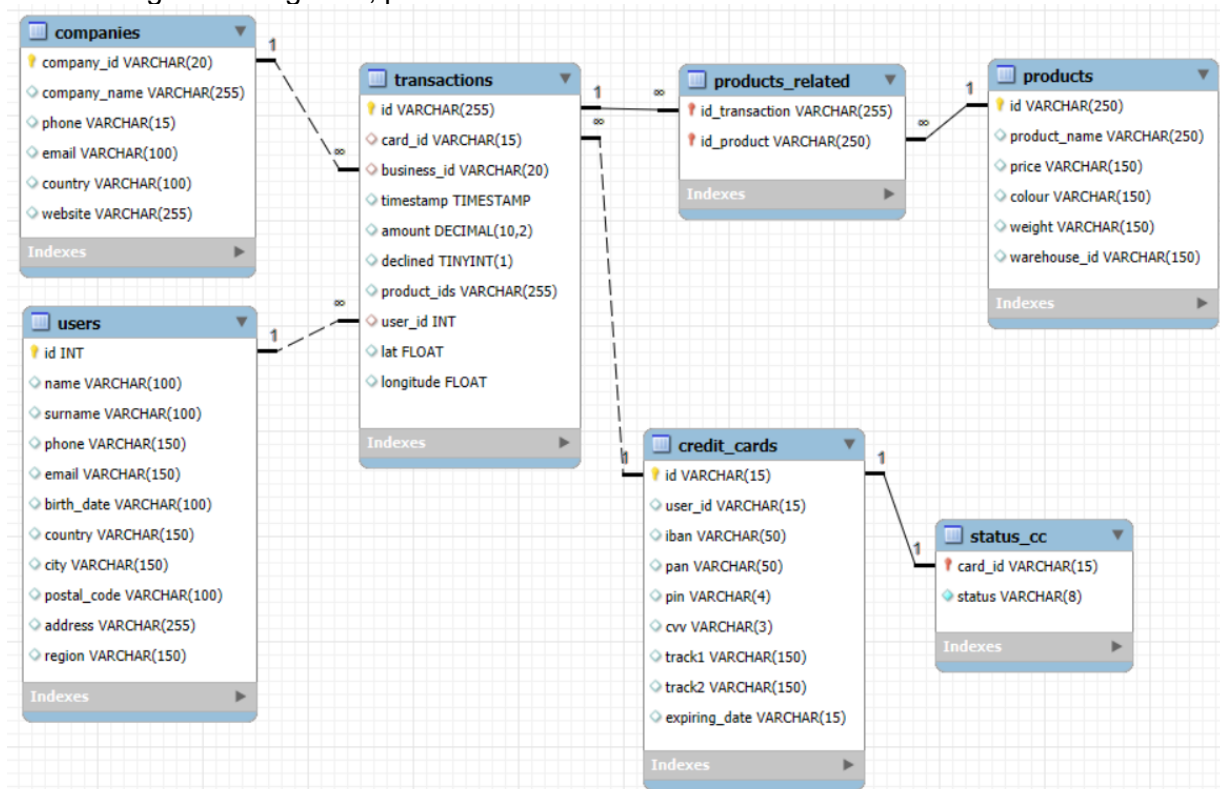 companies
company_id VARCHAR(20)
company_name VARCHAR(255)
phone VARCHAR(15)
email VARCHAR(100)
country VARCHAR(100)
website VARCHAR(255)
Indexes
1
∞
transactions
id VARCHAR(255)
card_id VARCHAR(15)
business_id VARCHAR(20)
timestamp TIMESTAMP
amount DECIMAL(10,2)
declined TINYINT(1)
product_ids VARCHAR(255)
user_id INT
lat FLOAT
longitude FLOAT
Indexes
1
∞
∞
products_related
id_transaction VARCHAR(255)
id_product VARCHAR(250)
Indexes
∞
1
products
id VARCHAR(250)
product_name VARCHAR(250)
price VARCHAR(150)
colour VARCHAR(150)
weight VARCHAR(150)
warehouse_id VARCHAR(150)
Indexes
users
id INT
name VARCHAR(100)
surname VARCHAR(100)
phone VARCHAR(150)
email VARCHAR(150)
birth_date VARCHAR(100)
country VARCHAR(150)
city VARCHAR(150)
postal_code VARCHAR(100)
address VARCHAR(255)
region VARCHAR(150)
Indexes
1
∞
credit_cards
id VARCHAR(15)
user_id VARCHAR(15)
iban VARCHAR(50)
pan VARCHAR(50)
pin VARCHAR(4)
cvv VARCHAR(3)
track1 VARCHAR(150)
track2 VARCHAR(150)
expiring_date VARCHAR(15)
Indexes
1
1
1
status_cc
card_id VARCHAR(15)
status VARCHAR(8)
Indexes